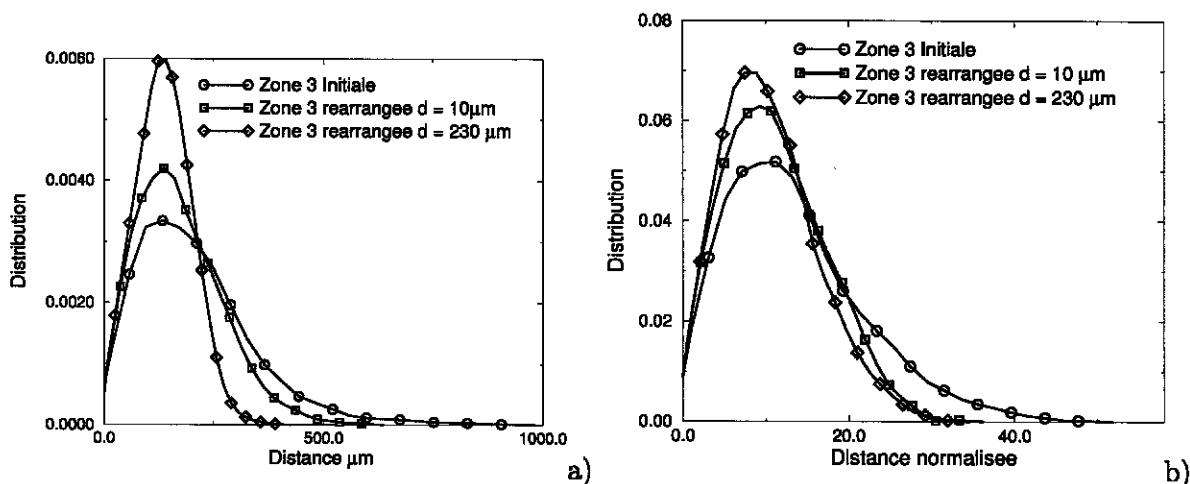 0.0060
Zone 3 Initiale
Zone 3 rearrangee d = 10µm
Zone 3 rearrangee d = 230 µm
0.0040
Distribution
0.0020
0.0000
0.0
500.0
1000.0
Distance µm
a)
0.08
Zone 3 Initiale
Zone 3 rearrangee d = 10 µm
Zone 3 rearrangee d = 230 µm
0.06
Distribution
0.04
0.02
0.00
0.0
20.0
40.0
Distance normalisee
b)